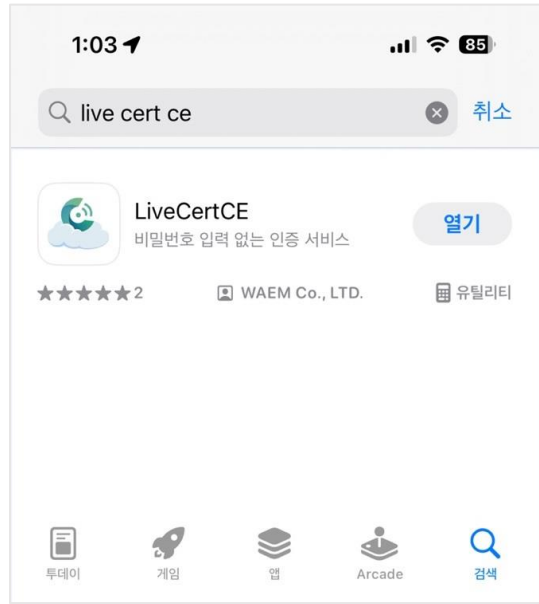 1:03
85
live cert ce
취소
LiveCertCE
비밀번호 입력 없는 인증 서비스
열기
★★★★★ 2
WAEM Co., LTD.
유틸리티
투데이
게임
앱
Arcade
검색